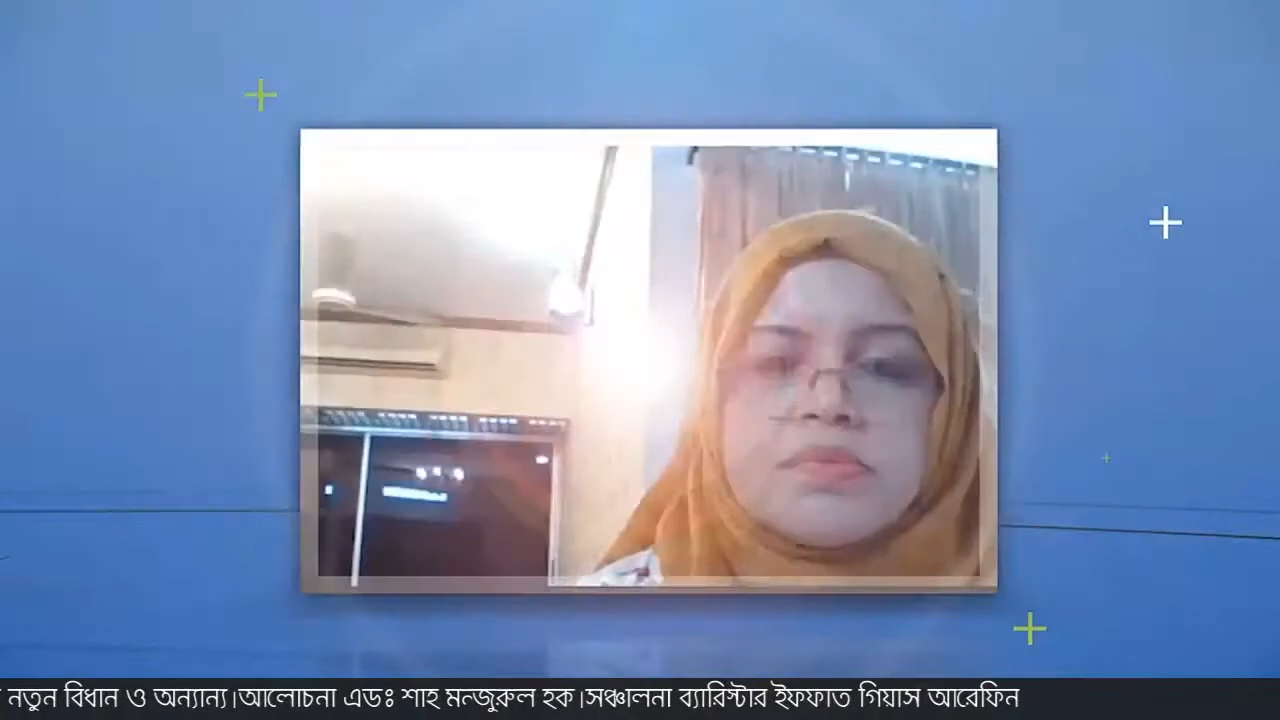 নতুন বিধান ও অন্যান্য।আলোচনা এডঃ শাহ মনজুরুল হক।সঞ্চালনা ব্যারিস্টার ইফফাত গিয়াস আরেফিন